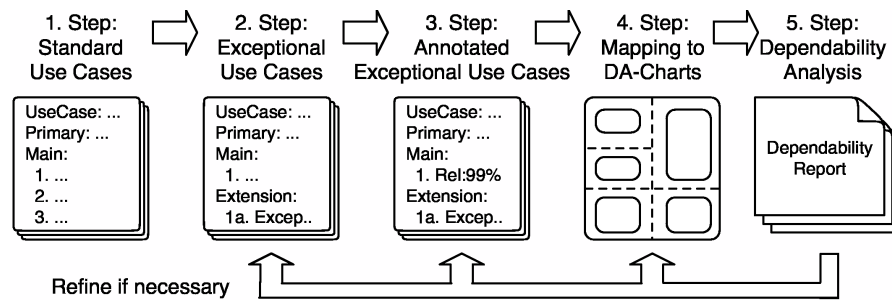 1. Step:
Standard
Use Cases
2. Step:
Exceptional
Use Cases
3. Step:
Annotated
Exceptional Use Cases
4. Step:
Mapping to
DA-Charts
5. Step:
Dependability
Analysis
UseCase: ...
Primary: ...
Main:
1. ...
2. ...
3. ...
UseCase: ...
Primary: ...
Main:
1. ...
Extension:
1a. Excep..
UseCase: ...
Primary: ...
Main:
1. Rel:99%
Extension:
1a. Excep..
Dependability
Report
Refine if necessary